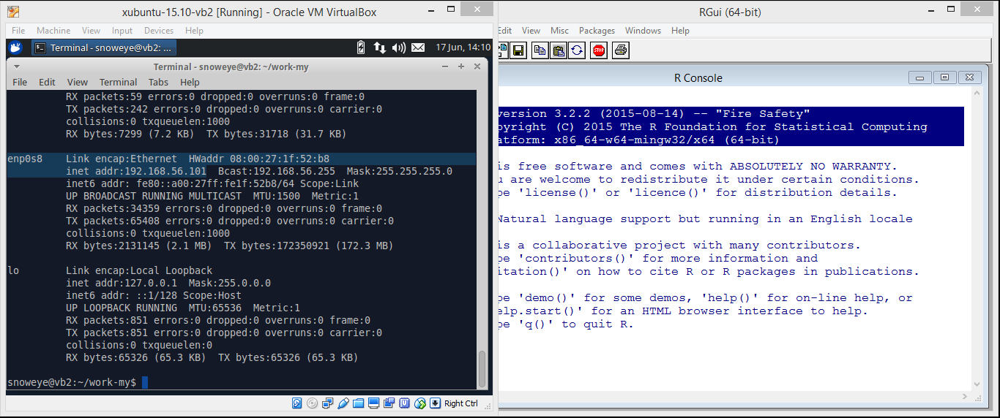 xubuntu-15.10-vb2 [Running] - Oracle VM VirtualBox
File Machine View Input Devices Help
Terminal - snoweye@vb2: ...
17 Jun, 14:10
Terminal - snoweye@vb2: ~/work-my
File Edit View Terminal Tabs Help
RX packets:59 errors:0 dropped:0 overruns:0 frame:0
TX packets:242 errors:0 dropped:0 overruns:0 carrier:0
collisions:0 txqueuelen:1000
RX bytes:7299 (7.2 KB)  TX bytes:31718 (31.7 KB)
enp0s8    Link encap:Ethernet  HWaddr 08:00:27:1f:52:b8
inet addr:192.168.56.101  Bcast:192.168.56.255  Mask:255.255.255.0
inet6 addr: fe80::a00:27ff:fe1f:52b8/64 Scope:Link
UP BROADCAST RUNNING MULTICAST  MTU:1500  Metric:1
RX packets:34359 errors:0 dropped:0 overruns:0 frame:0
TX packets:65408 errors:0 dropped:0 overruns:0 carrier:0
collisions:0 txqueuelen:1000
RX bytes:2131145 (2.1 MB)  TX bytes:172350921 (172.3 MB)
lo        Link encap:Local Loopback
inet addr:127.0.0.1  Mask:255.0.0.0
inet6 addr: ::1/128 Scope:Host
UP LOOPBACK RUNNING  MTU:65536  Metric:1
RX packets:851 errors:0 dropped:0 overruns:0 frame:0
TX packets:851 errors:0 dropped:0 overruns:0 carrier:0
collisions:0 txqueuelen:0
RX bytes:65326 (65.3 KB)  TX bytes:65326 (65.3 KB)
snoweye@vb2:~/work-my$
Right Ctrl
RGui (64-bit)
Edit View Misc Packages Windows Help
STOP
R Console
version 3.2.2 (2015-08-14) -- "Fire Safety"
pyright (C) 2015 The R Foundation for Statistical Computing
atform: x86_64-w64-mingw32/x64 (64-bit)
is free software and comes with ABSOLUTELY NO WARRANTY.
u are welcome to redistribute it under certain conditions.
pe 'license()' or 'licence()' for distribution details.
Natural language support but running in an English locale
is a collaborative project with many contributors.
pe 'contributors()' for more information and
itation()' on how to cite R or R packages in publications.
pe 'demo()' for some demos, 'help()' for on-line help, or
elp.start()' for an HTML browser interface to help.
pe 'q()' to quit R.